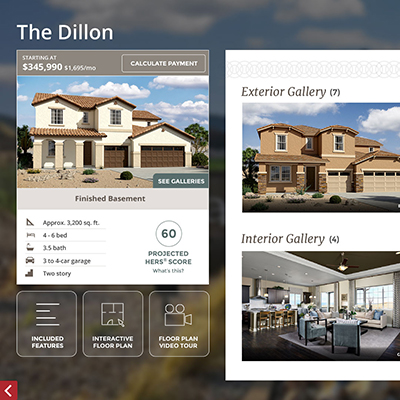 The Dillon
STARTING AT
$345,990 $1,695/mo
CALCULATE PAYMENT
SEE GALLERIES
Finished Basement
Approx. 3,200 sq. ft.
4 - 6 bed
3.5 bath
3 to 4-car garage
Two story
60
PROJECTED
HERS® SCORE
What's this?
INCLUDED
FEATURES
INTERACTIVE
FLOOR PLAN
FLOOR PLAN
VIDEO TOUR
Exterior Gallery (7)
Interior Gallery (4)